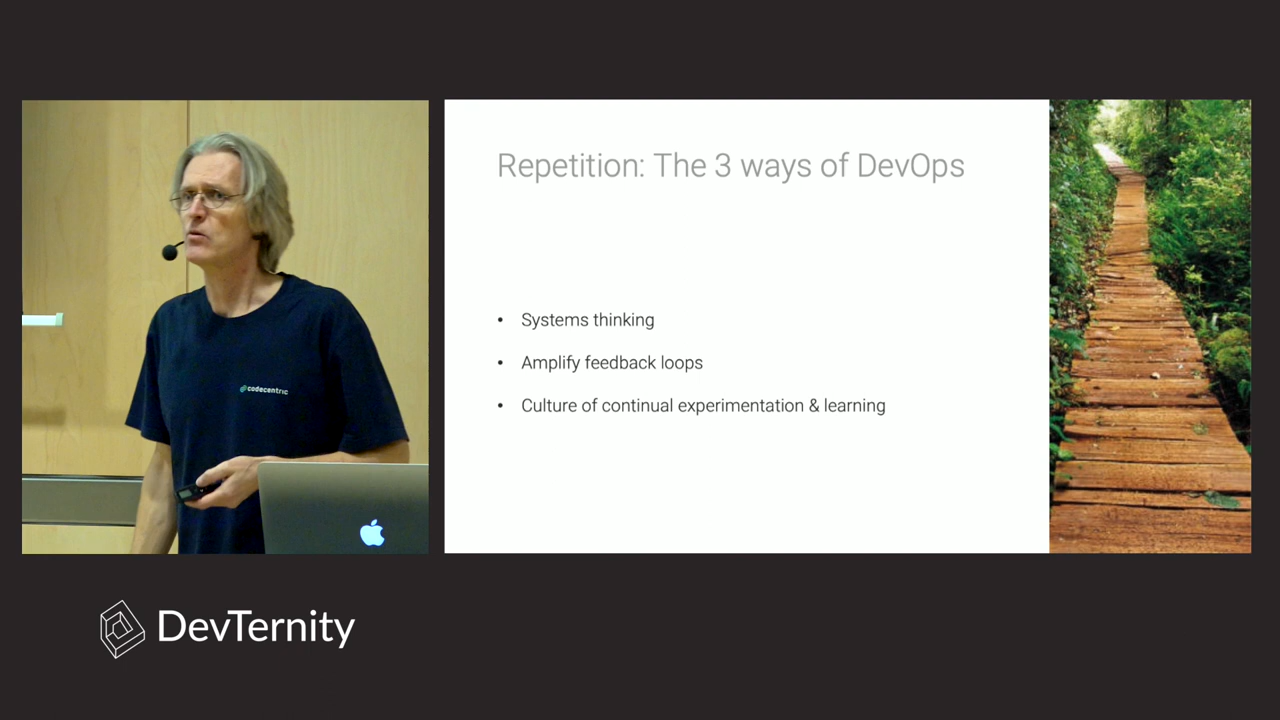 codecentric
Repetition: The 3 ways of DevOps
• Systems thinking
• Amplify feedback loops
• Culture of continual experimentation & learning
DevTernity